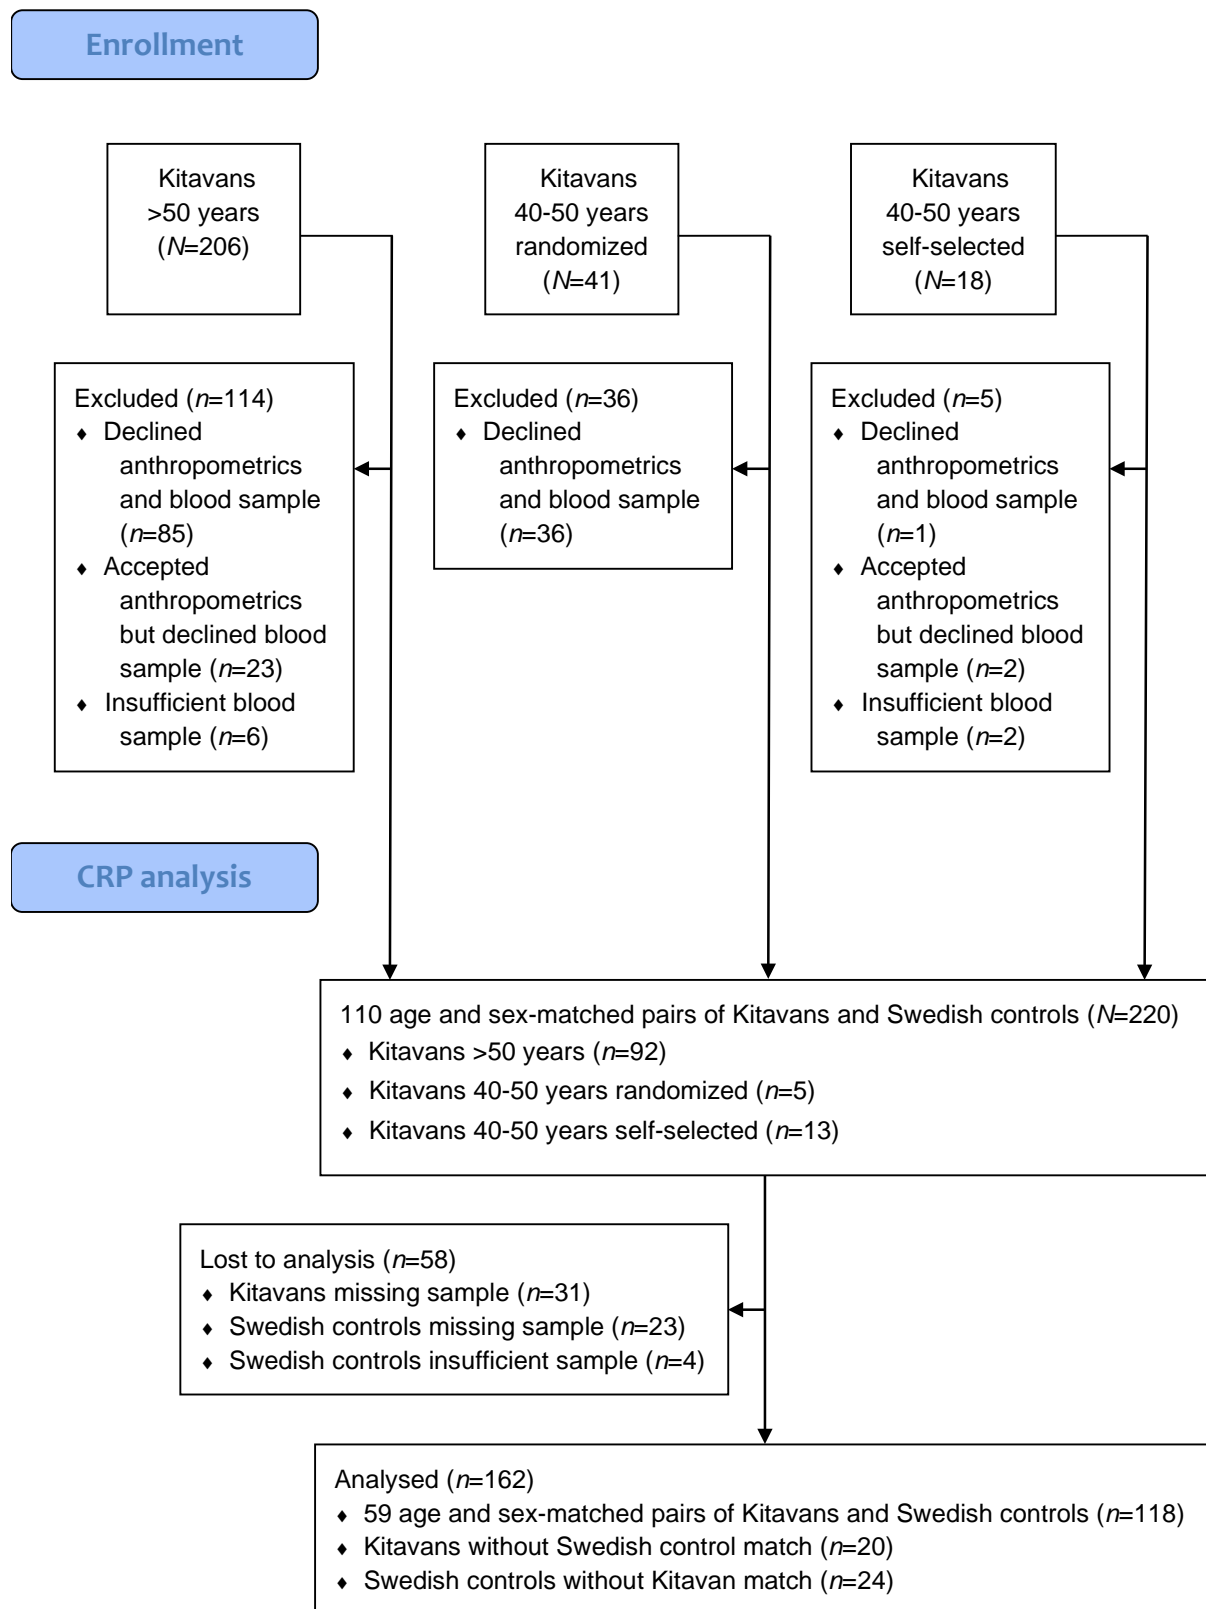 Enrollment
Kitavans
>50 years
(N=206)
Kitavans
40-50 years
randomized
(N=41)
Kitavans
40-50 years
self-selected
(N=18)
Excluded (n=114)
♦ Declined
anthropometrics
and blood sample
(n=85)
♦ Accepted
anthropometrics
but declined blood
sample (n=23)
♦ Insufficient blood
sample (n=6)
Excluded (n=36)
♦ Declined
anthropometrics
and blood sample
(n=36)
Excluded (n=5)
♦ Declined
anthropometrics
and blood sample
(n=1)
♦ Accepted
anthropometrics
but declined blood
sample (n=2)
♦ Insufficient blood
sample (n=2)
CRP analysis
110 age and sex-matched pairs of Kitavans and Swedish controls (N=220)
♦ Kitavans >50 years (n=92)
♦ Kitavans 40-50 years randomized (n=5)
♦ Kitavans 40-50 years self-selected (n=13)
Lost to analysis (n=58)
♦ Kitavans missing sample (n=31)
♦ Swedish controls missing sample (n=23)
♦ Swedish controls insufficient sample (n=4)
Analysed (n=162)
♦ 59 age and sex-matched pairs of Kitavans and Swedish controls (n=118)
♦ Kitavans without Swedish control match (n=20)
♦ Swedish controls without Kitavan match (n=24)